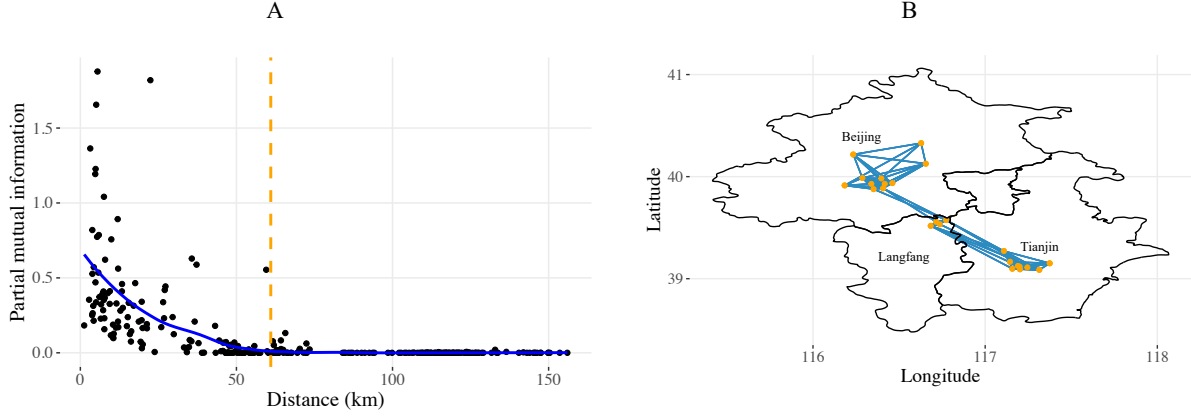 A
Partial mutual information
1.5
1.0
0.5
0.0
0 50 100 150
Distance (km)
B
Latitude
41
40
39
Beijing
Tianjin
Langfang
116 117 118
Longitude